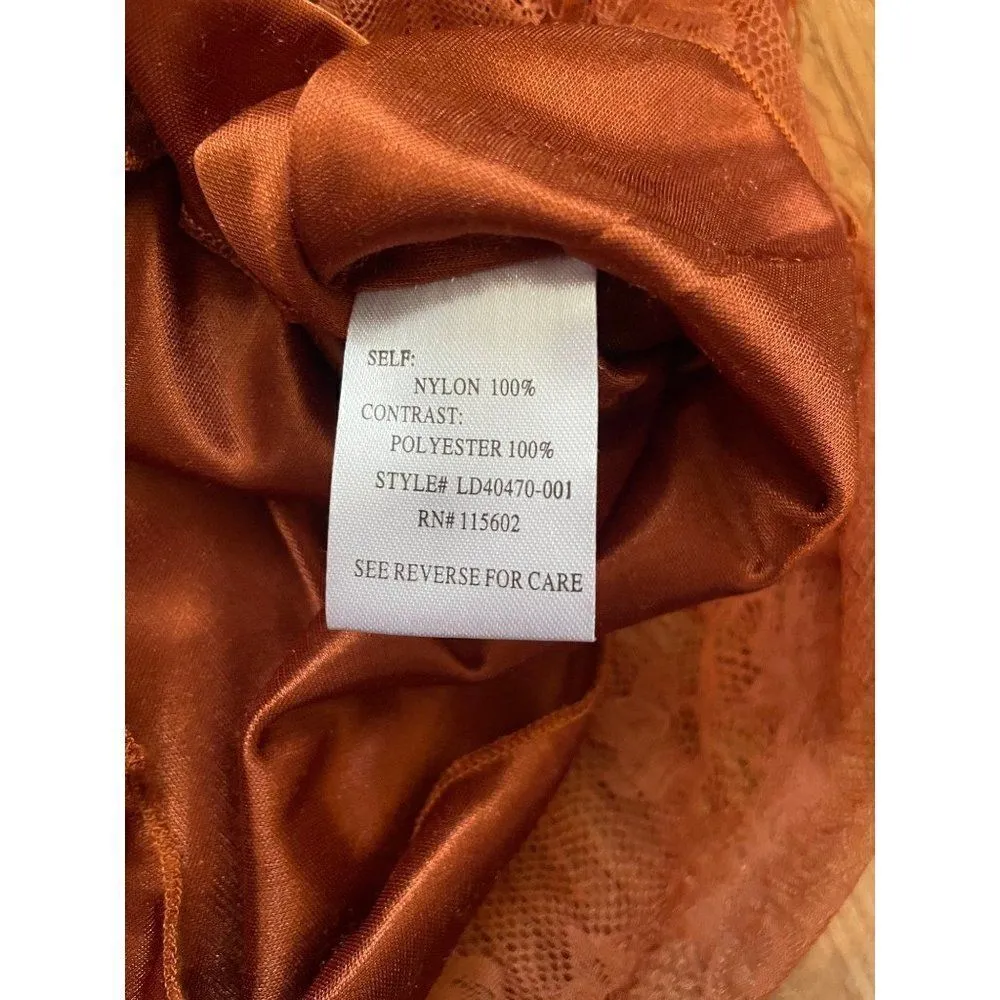 SELF:
NYLON 100%
CONTRAST:
POLYESTER 100%
STYLE# LD40470-001
RN# 115602
SEE REVERSE FOR CARE